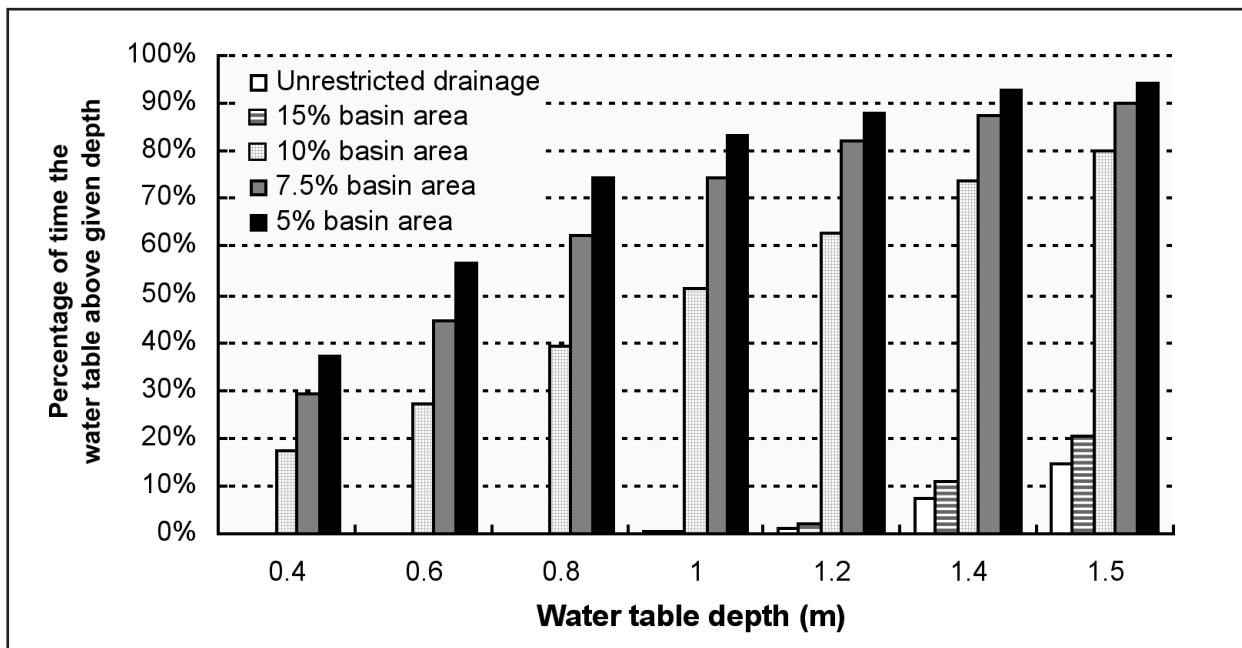 100%
90%
80%
70%
60%
50%
40%
30%
20%
10%
0%
Percentage of time the
water table above given depth
Unrestricted drainage
15% basin area
10% basin area
7.5% basin area
5% basin area
0.4 0.6 0.8 1 1.2 1.4 1.5
Water table depth (m)